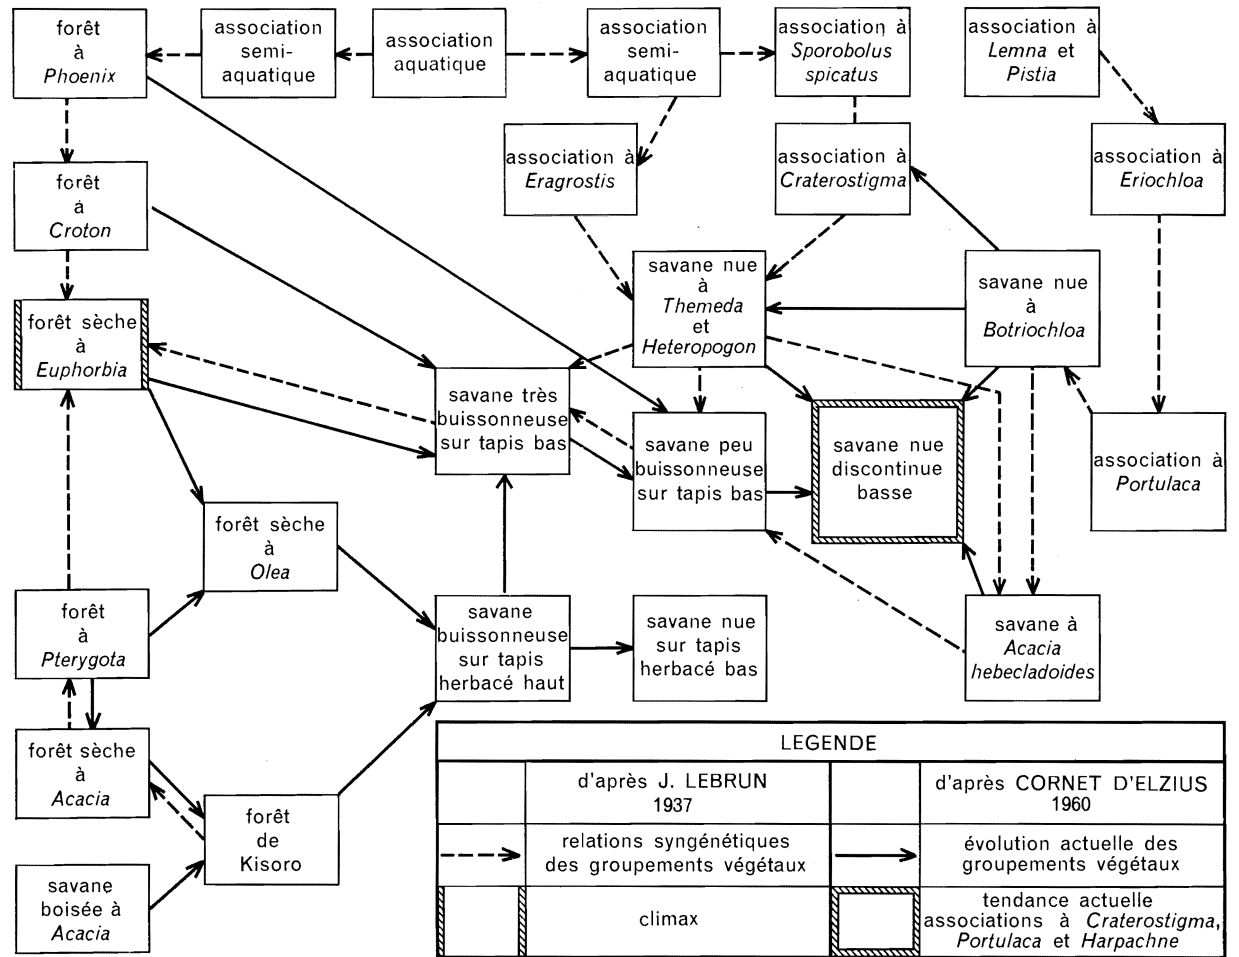 forêt
à
Phoenix
association
semi-
aquatique
association
aquatique
association
semi-
aquatique
association à
Sporobolus
spicatus
association à
Lemna et
Pistia
association à
Eragrostis
association à
Craterostigma
association à
Eriochloa
forêt
à
Croton
savane nue
à
Themeda
et
Heteropogon
savane nue
à
Botriochloa
forêt sèche
à
Euphorbia
savane très
buissonneuse
sur tapis bas
savane peu
buissonneuse
sur tapis bas
savane nue
discontinue
basse
association à
Portulaca
forêt sèche
à
Olea
forêt
à
Pterygota
savane
buissonneuse
sur tapis
herbacé haut
savane nue
sur tapis
herbacé bas
savane à
Acacia
hebecladoides
forêt sèche
à
Acacia
forêt
de
Kisoro
savane
boisée à
Acacia
LEGENDE
d'après J. LEBRUN
1937
d'après CORNET D'ELZIUS
1960
relations syngénétiques
des groupements végétaux
évolution actuelle des
groupements végétaux
climax
tendance actuelle
associations à Craterostigma,
Portulaca et Harpachne